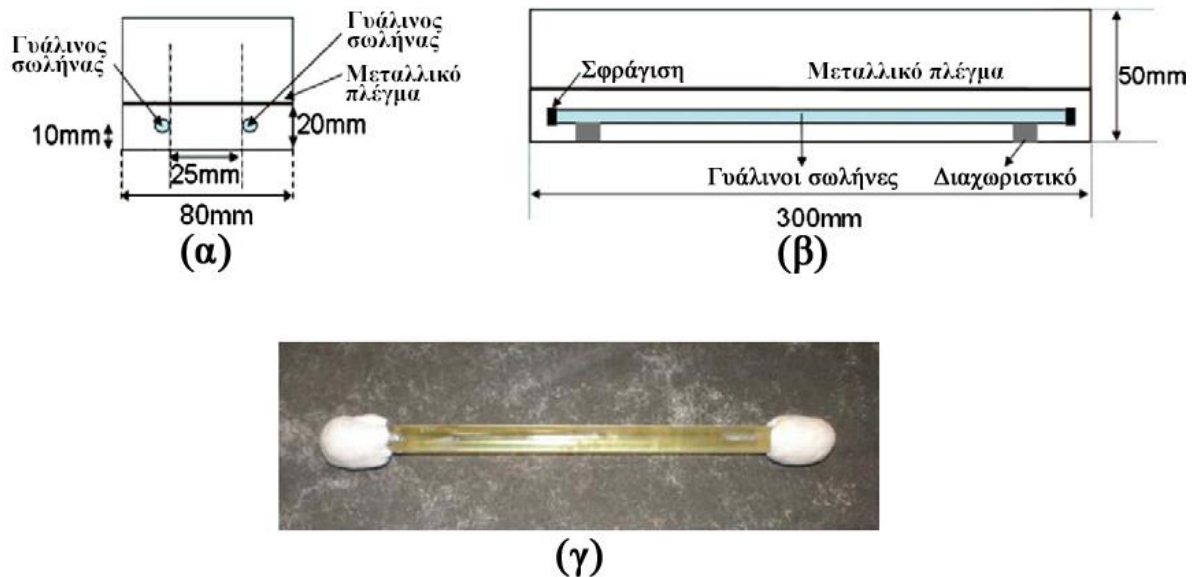 Γυάλινος
σωλήνας
Γυάλινος
σωλήνας
Μεταλλικό
πλέγμα
10mm
20mm
25mm
80mm
(α)
Σφράγιση
Μεταλλικό πλέγμα
50mm
Γυάλινοι σωλήνες
Διαχωριστικό
300mm
(β)
(γ)